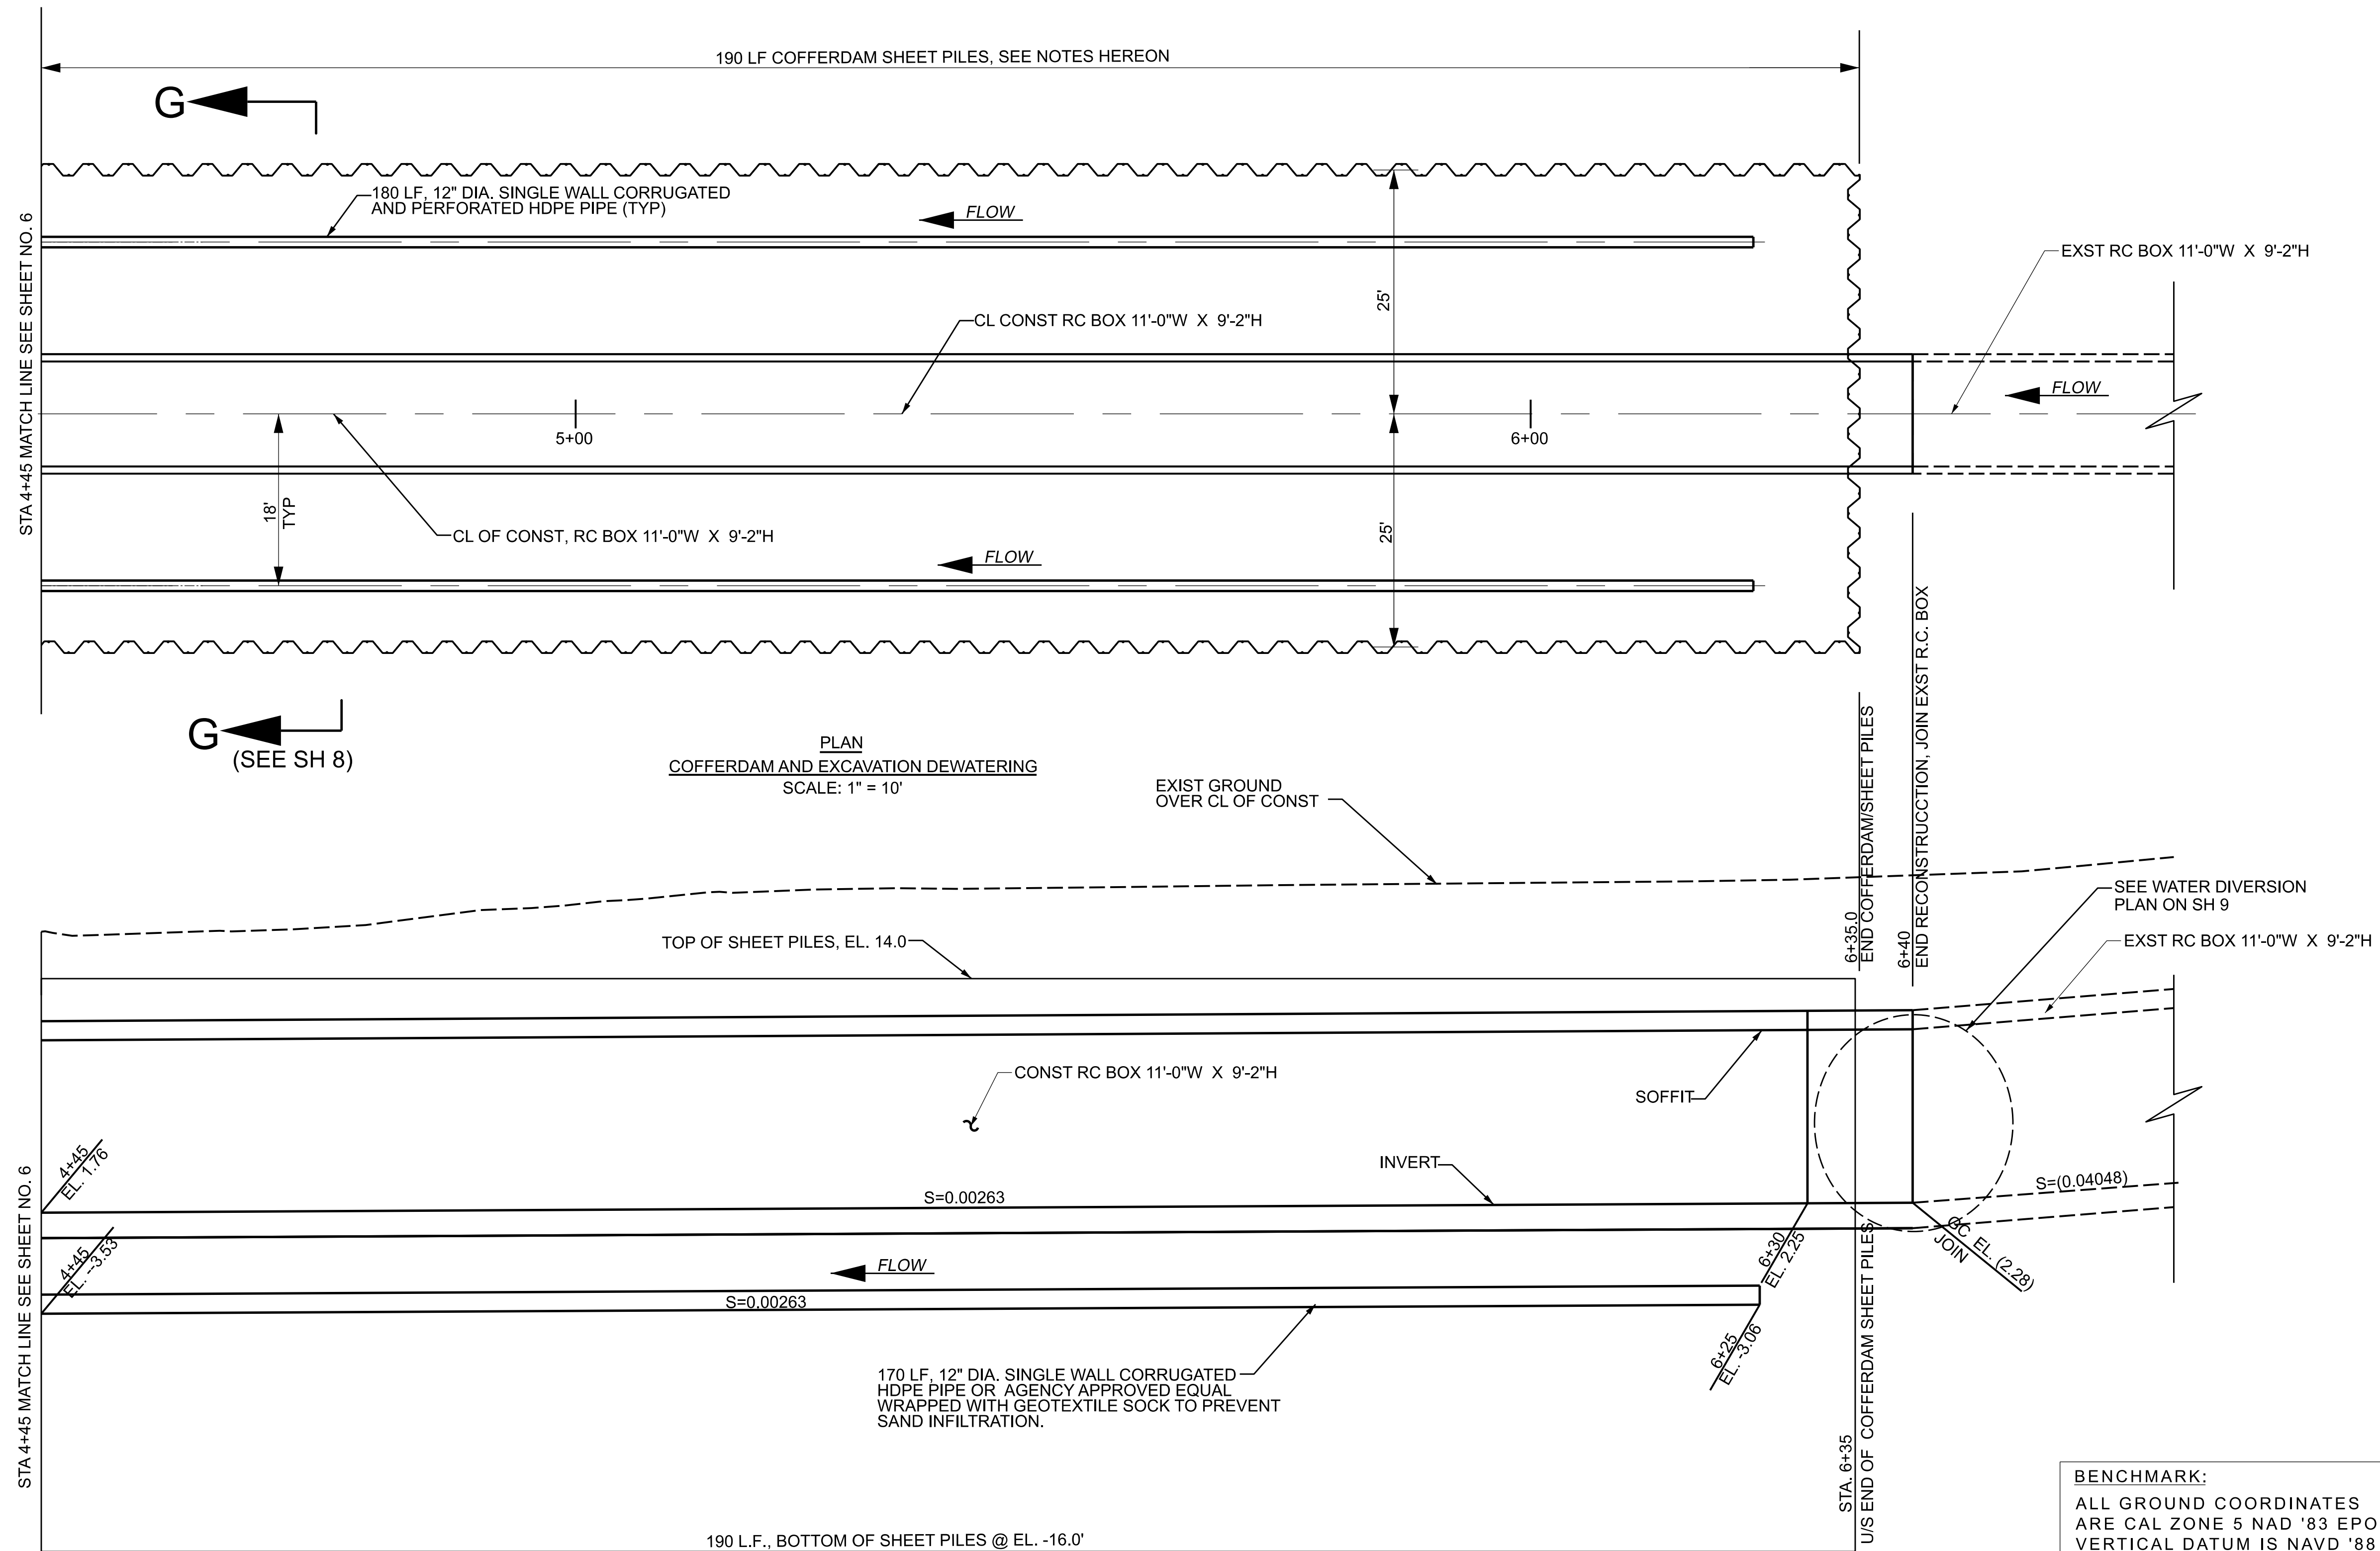 190 LF COFFERDAM SHEET PILES, SEE NOTES HEREON
G
180 LF, 12" DIA. SINGLE WALL CORRUGATED
AND PERFORATED HDPE PIPE (TYP)
FLOW
EXST RC BOX 11'-0"W X 9'-2"H
STA 4+45 MATCH LINE SEE SHEET NO. 6
25'
CL CONST RC BOX 11'-0"W X 9'-2"H
FLOW
5+00
6+00
18'
TYP
25'
CL OF CONST, RC BOX 11'-0"W X 9'-2"H
FLOW
G
(SEE SH 8)
PLAN
COFFERDAM AND EXCAVATION DEWATERING
SCALE: 1" = 10'
EXIST GROUND
OVER CL OF CONST
6+35.0
END COFFERDAM/SHEET PILES
6+40
END RECONSTRUCCTION, JOIN EXST R.C. BOX
SEE WATER DIVERSION
PLAN ON SH 9
TOP OF SHEET PILES, EL. 14.0
EXST RC BOX 11'-0"W X 9'-2"H
CONST RC BOX 11'-0"W X 9'-2"H
SOFFIT
4+45
EL. 1.76
INVERT
S=0.00263
S=(0.04048)
STA 4+45 MATCH LINE SEE SHEET NO. 6
4+45
EL. --3.53
FLOW
6+30
EL. 2.25
GC EL. (2.28)
JOIN
S=0.00263
6+25
EL. -3.06
170 LF, 12" DIA. SINGLE WALL CORRUGATED
HDPE PIPE OR AGENCY APPROVED EQUAL
WRAPPED WITH GEOTEXTILE SOCK TO PREVENT
SAND INFILTRATION.
STA. 6+35
U/S END OF COFFERDAM SHEET PILES
190 L.F., BOTTOM OF SHEET PILES @ EL. -16.0'
BENCHMARK:
ALL GROUND COORDINATES
ARE CAL ZONE 5 NAD '83 EPO
VERTICAL DATUM IS NAVD '88